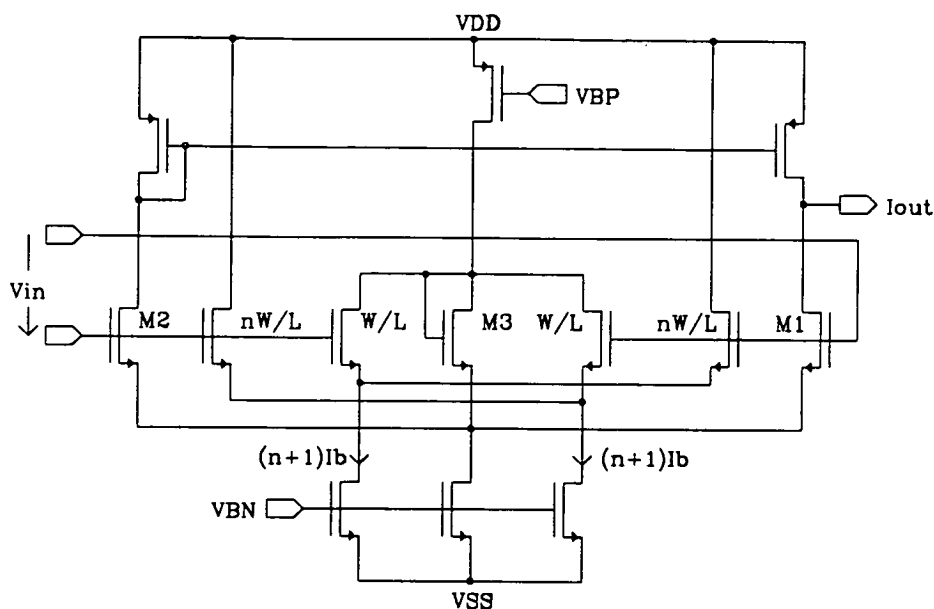 VDD
VBP
Iout
Vin
M2
nW/L
W/L
M3
W/L
nW/L
M1
(n+1)Ib
(n+1)Ib
VBN
VSS